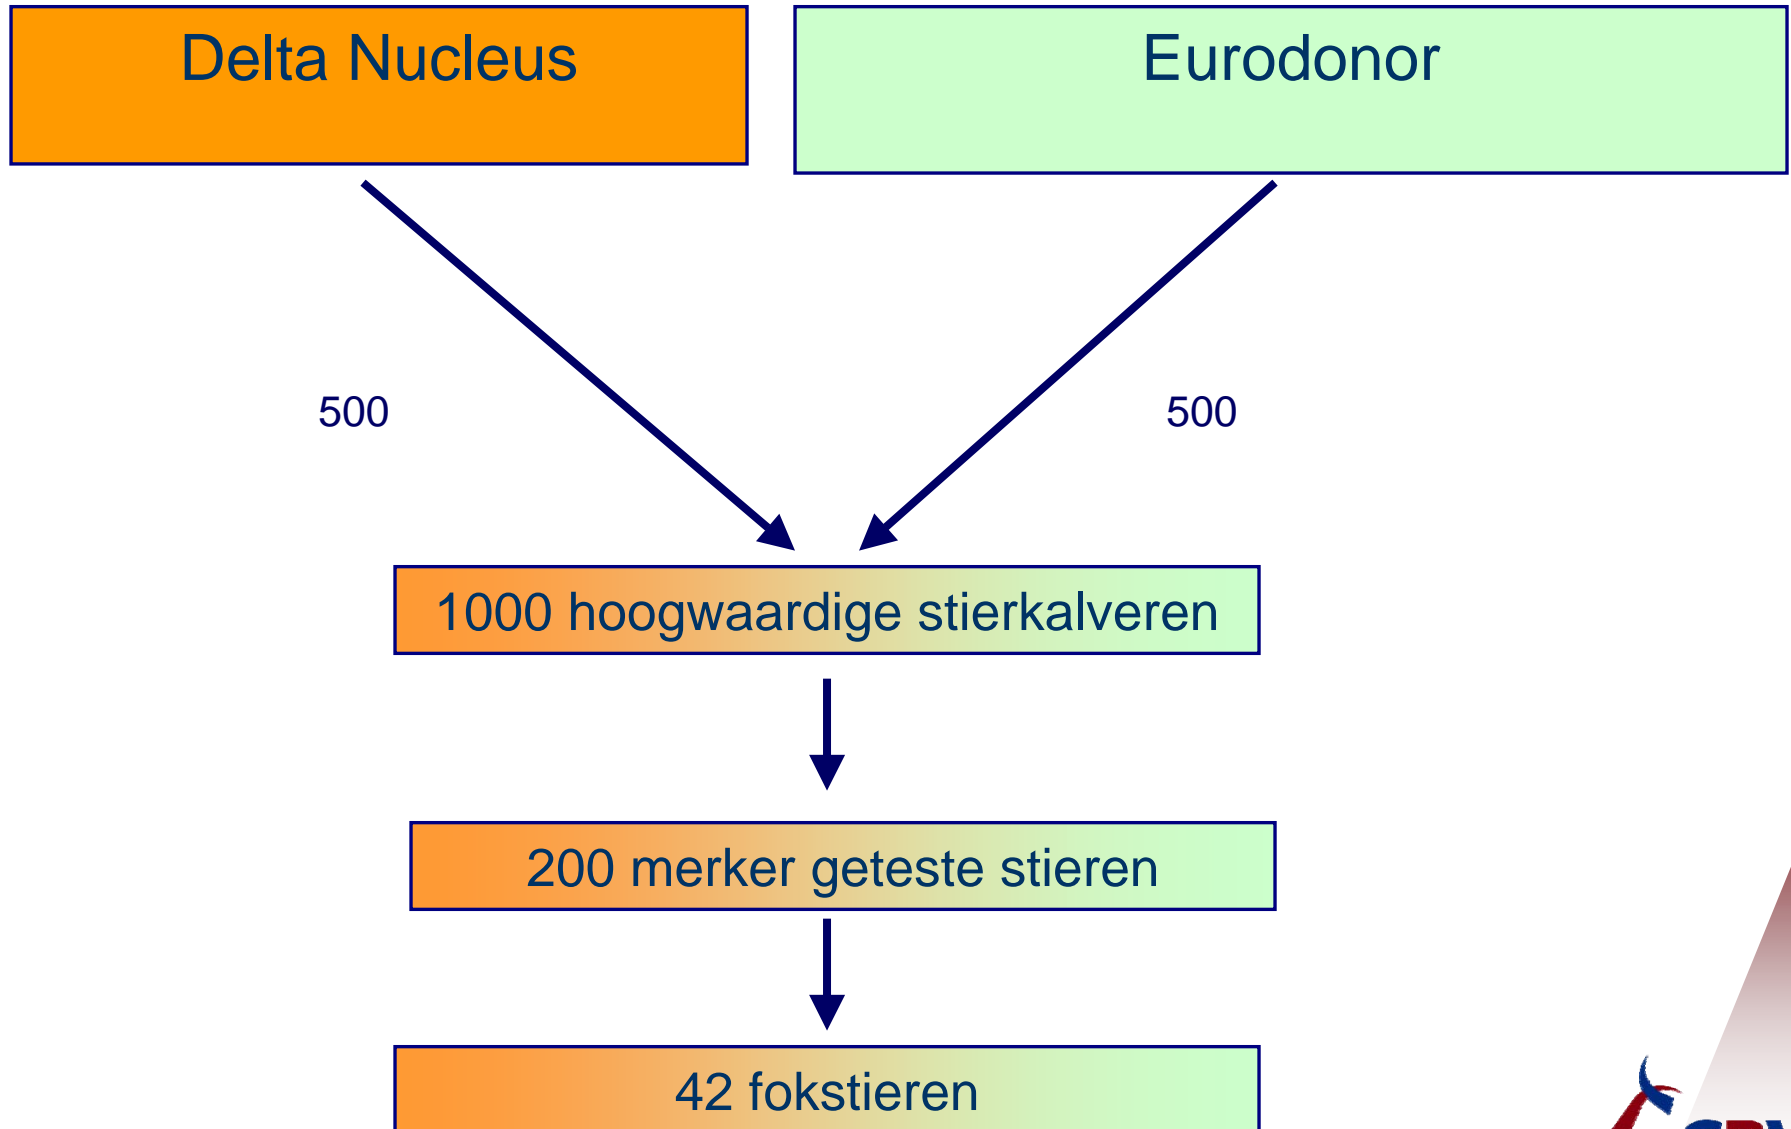 Delta Nucleus
Eurodonor
500
500
1000 hoogwaardige stierkalveren
200 merker geteste stieren
42 fokstieren